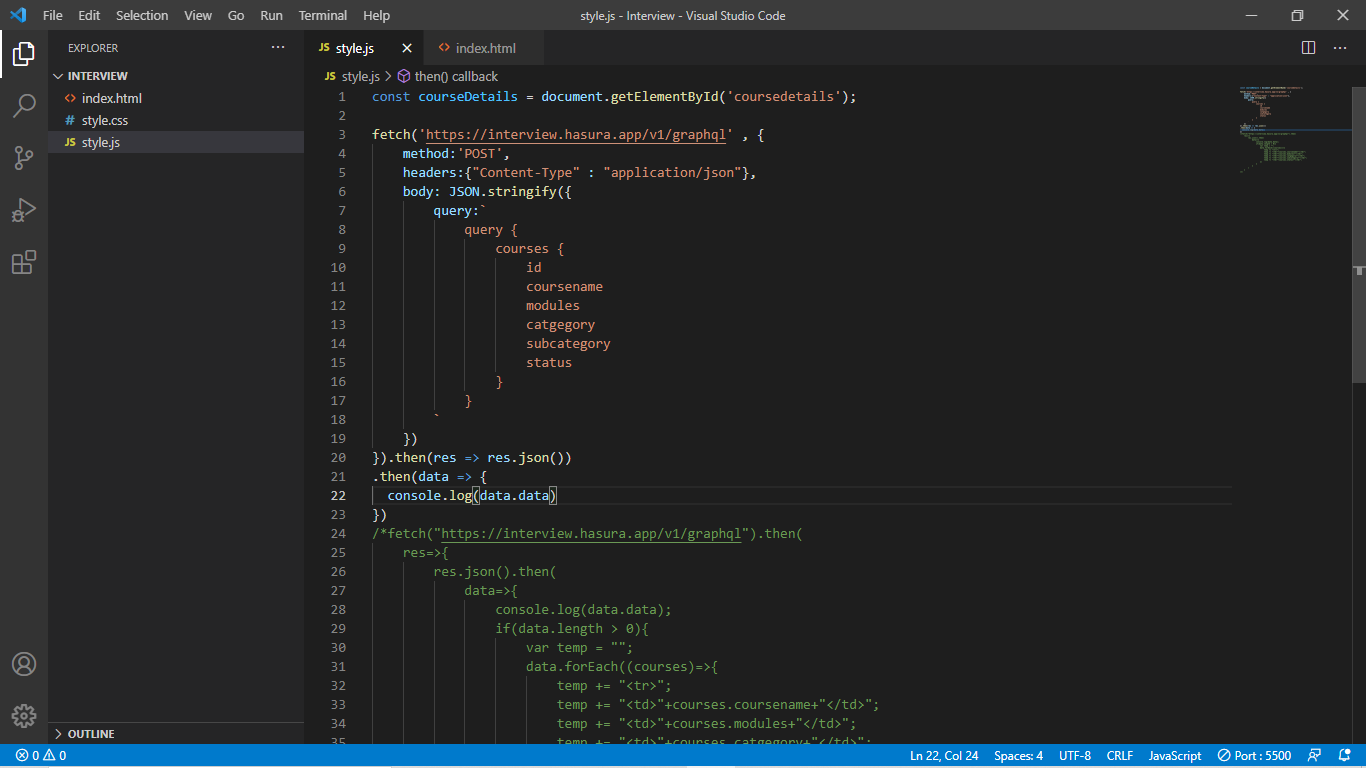 File Edit Selection View Go Run Terminal Help style.js - Interview - Visual Studio Code
EXPLORER
INTERVIEW
index.html
style.css
JS style.js
OUTLINE
JS style.js index.html
JS style.js > then() callback
1 const courseDetails = document.getElementById('coursedetails');
2
3 fetch('https://interview.hasura.app/v1/graphql' , {
4 method:'POST',
5 headers:{"Content-Type" : "application/json"},
6 body: JSON.stringify({
7 query:`
8 query {
9 courses {
10 id
11 coursename
12 modules
13 catgegory
14 subcategory
15 status
16 }
17 }
18 `
19 })
20 }).then(res => res.json())
21 .then(data => {
22 console.log(data.data)
23 })
24 /*fetch("https://interview.hasura.app/v1/graphql").then(
25 res=>{
26 res.json().then(
27 data=>{
28 console.log(data.data);
29 if(data.length > 0){
30 var temp = "";
31 data.forEach((courses)=>{
32 temp += "<tr>";
33 temp += "<td>"+courses.coursename+"</td>";
34 temp += "<td>"+courses.modules+"</td>";
35 temp += "<td>"+courses.catgegory+"</td>";
0 0 Ln 22, Col 24 Spaces: 4 UTF-8 CRLF JavaScript Port : 5500